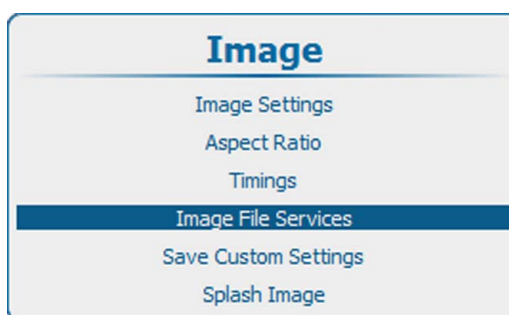 Image
Image Settings
Aspect Ratio
Timings
Image File Services
Save Custom Settings
Splash Image